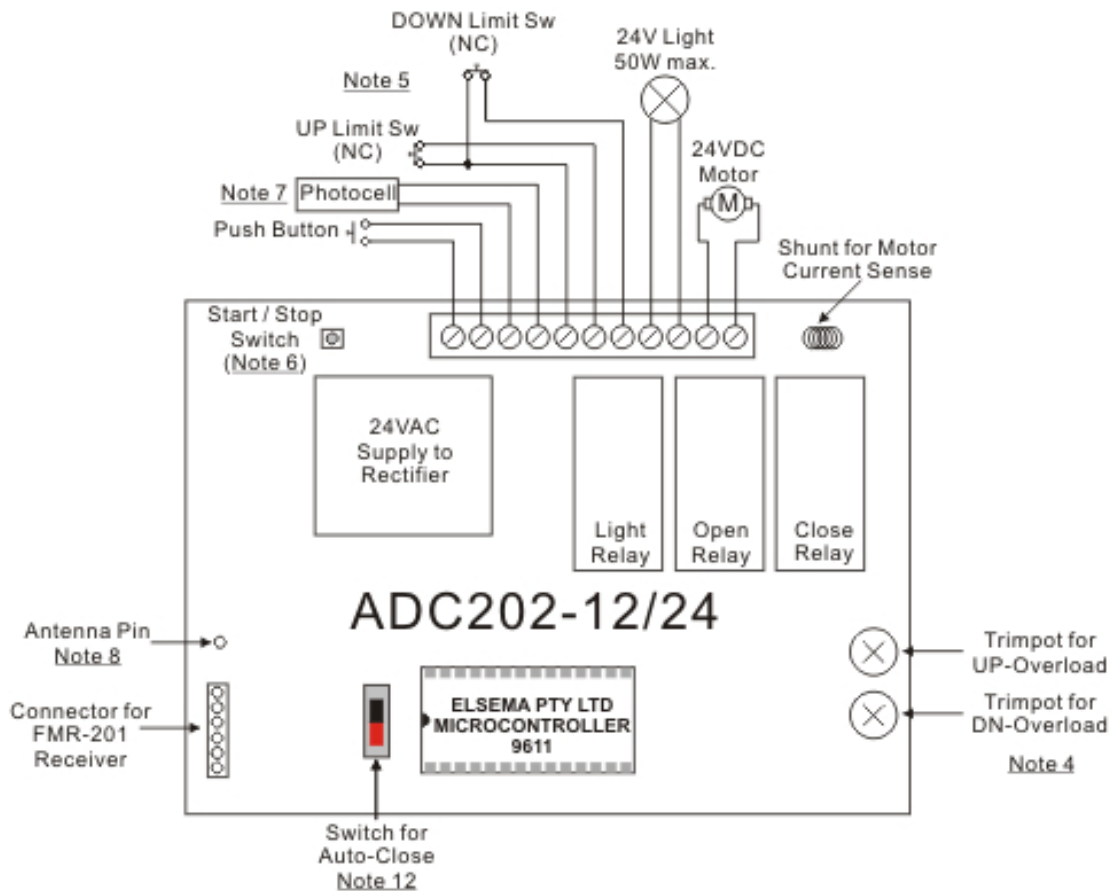 DOWN Limit Sw
(NC)
24V Light
50W max.
Note 5
UP Limit Sw
(NC)
24VDC
Motor
M
Note 7
Photocell
Push Button
Shunt for Motor
Current Sense
Start / Stop
Switch
(Note 6)
24VAC
Supply to
Rectifier
Light
Relay
Open
Relay
Close
Relay
ADC202-12/24
Antenna Pin
Note 8
Trimpot for
UP-Overload
Connector for
FMR-201
Receiver
ELSEMA PTY LTD
MICROCONTROLLER
9611
Trimpot for
DN-Overload
Note 4
Switch for
Auto-Close
Note 12